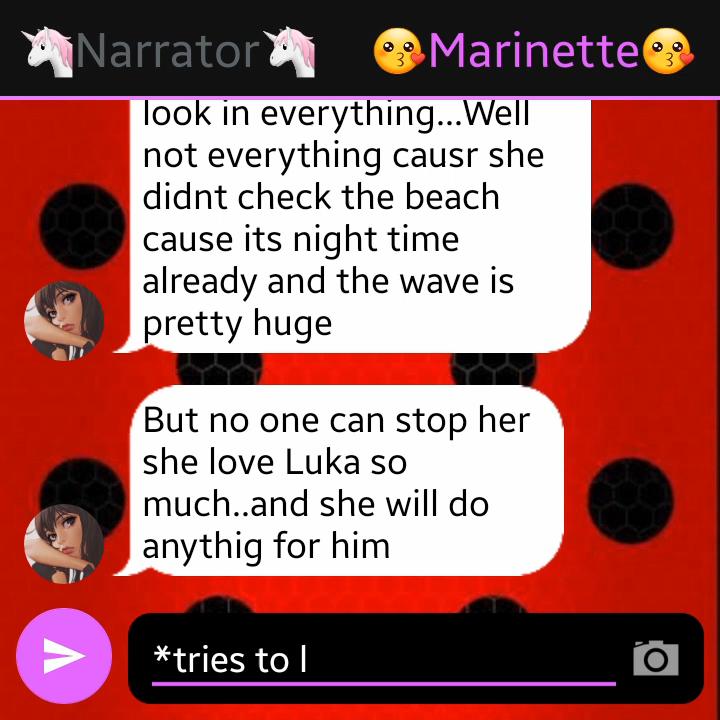 🦄Narrator🦄 😘Marinette😘
look in everything...Well
not everything causr she
didnt check the beach
cause its night time
already and the wave is
pretty huge
But no one can stop her
she love Luka so
much..and she will do
anythig for him
*tries to l